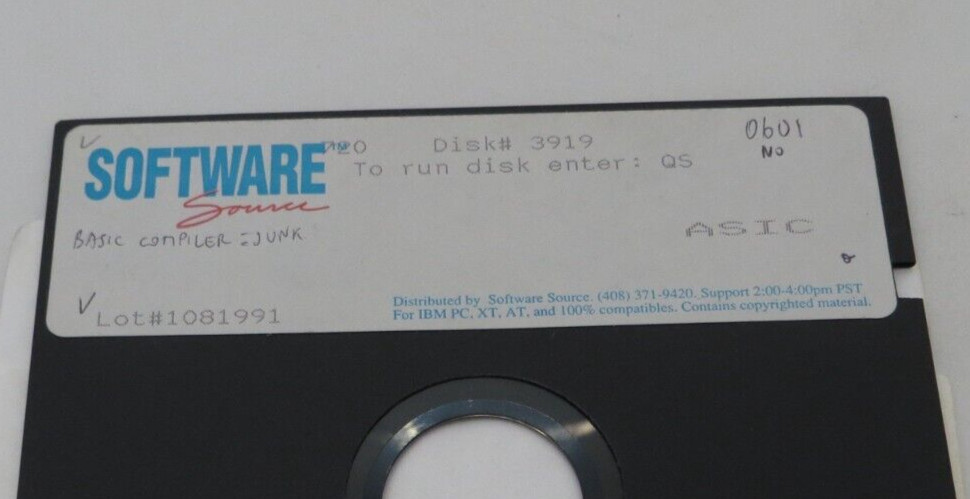 0601
NO
SOFTWARE
Source
Disk# 3919
To run disk enter: QS
BASIC COMPILER = JUNK
ASIC
Lot#1081991
Distributed by Software Source. (408) 371-9420. Support 2:00-4:00pm PST
For IBM PC, XT, AT, and 100% compatibles. Contains copyrighted material.